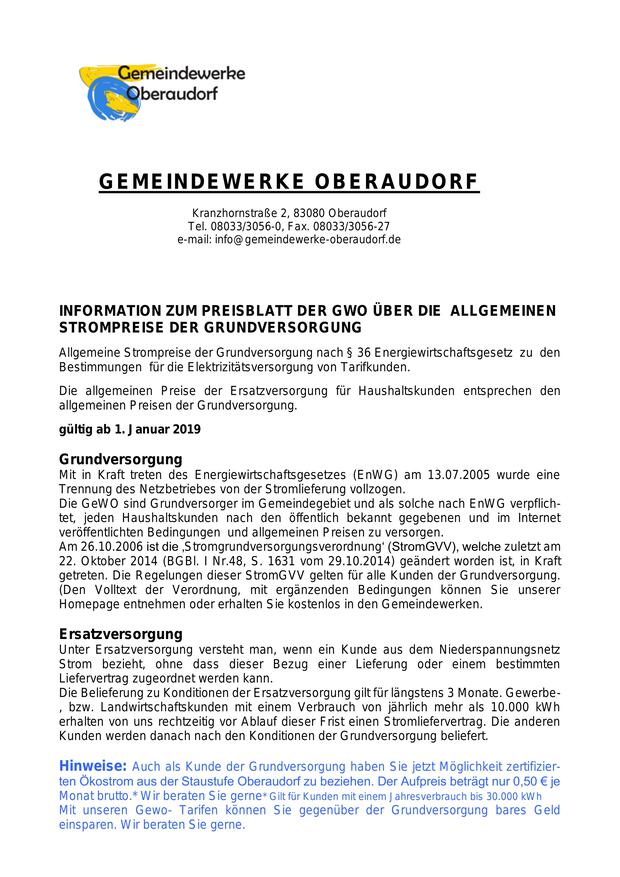 Gemeindewerke
Oberaudorf
GEMEINDEWERKE OBERAUDORF
Kranzhornstraße 2, 83080 Oberaudorf
Tel. 08033/3056-0, Fax. 08033/3056-27
e-mail: info@gemeindewerke-oberaudorf.de
INFORMATION ZUM PREISBLATT DER GWO ÜBER DIE ALLGEMEINEN
STROMPREISE DER GRUNDVERSORGUNG
Allgemeine Strompreise der Grundversorgung nach § 36 Energiewirtschaftsgesetz zu den
Bestimmungen für die Elektrizitätsversorgung von Tarifkunden.
Die allgemeinen Preise der Ersatzversorgung für Haushaltskunden entsprechen den
allgemeinen Preisen der Grundversorgung.
gültig ab 1. Januar 2019
Grundversorgung
Mit in Kraft treten des Energiewirtschaftsgesetzes (EnWG) am 13.07.2005 wurde eine
Trennung des Netzbetriebes von der Stromlieferung vollzogen.
Die GeWO sind Grundversorger im Gemeindegebiet und als solche nach EnWG verpflich-
tet, jeden Haushaltskunden nach den öffentlich bekannt gegebenen und im Internet
veröffentlichten Bedingungen und allgemeinen Preisen zu versorgen.
Am 26.10.2006 ist die ‚Stromgrundversorgungsverordnung' (StromGVV), welche zuletzt am
22. Oktober 2014 (BGBl. I Nr.48, S. 1631 vom 29.10.2014) geändert worden ist, in Kraft
getreten. Die Regelungen dieser StromGVV gelten für alle Kunden der Grundversorgung.
(Den Volltext der Verordnung, mit ergänzenden Bedingungen können Sie unserer
Homepage entnehmen oder erhalten Sie kostenlos in den Gemeindewerken.
Ersatzversorgung
Unter Ersatzversorgung versteht man, wenn ein Kunde aus dem Niederspannungsnetz
Strom bezieht, ohne dass dieser Bezug einer Lieferung oder einem bestimmten
Liefervertrag zugeordnet werden kann.
Die Belieferung zu Konditionen der Ersatzversorgung gilt für längstens 3 Monate. Gewerbe-
, bzw. Landwirtschaftskunden mit einem Verbrauch von jährlich mehr als 10.000 kWh
erhalten von uns rechtzeitig vor Ablauf dieser Frist einen Stromliefervertrag. Die anderen
Kunden werden danach nach den Konditionen der Grundversorgung beliefert.
Hinweise: Auch als Kunde der Grundversorgung haben Sie jetzt Möglichkeit zertifizier-
ten Ökostrom aus der Staustufe Oberaudorf zu beziehen. Der Aufpreis beträgt nur 0,50 € je
Monat brutto.* Wir beraten Sie gerne* Gilt für Kunden mit einem Jahresverbrauch bis 30.000 kWh
Mit unseren Gewo- Tarifen können Sie gegenüber der Grundversorgung bares Geld
einsparen. Wir beraten Sie gerne.